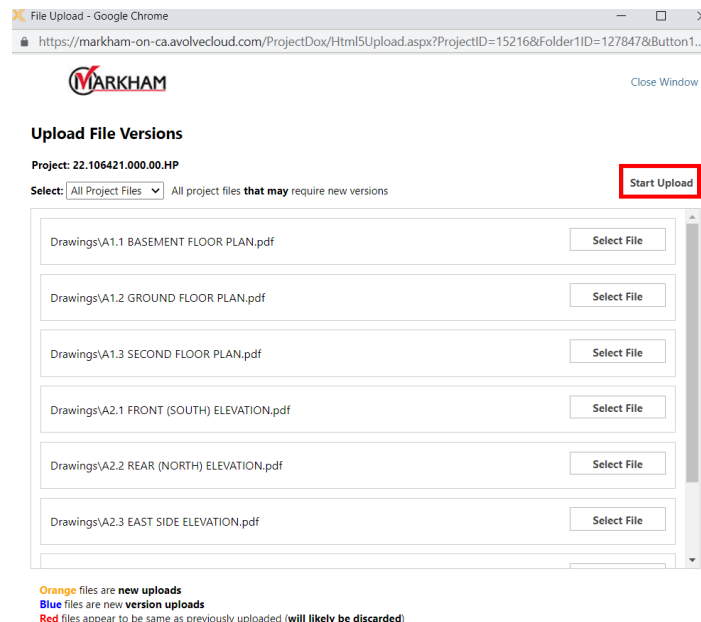 File Upload - Google Chrome
https://markham-on-ca.avolvecloud.com/ProjectDox/Html5Upload.aspx?ProjectID=15216&Folder1ID=127847&Button1...
MARKHAM
Close Window
Upload File Versions
Project: 22.106421.000.00.HP
Start Upload
Select: All Project Files All project files that may require new versions
Drawings\A1.1 BASEMENT FLOOR PLAN.pdf Select File
Drawings\A1.2 GROUND FLOOR PLAN.pdf Select File
Drawings\A1.3 SECOND FLOOR PLAN.pdf Select File
Drawings\A2.1 FRONT (SOUTH) ELEVATION.pdf Select File
Drawings\A2.2 REAR (NORTH) ELEVATION.pdf Select File
Drawings\A2.3 EAST SIDE ELEVATION.pdf Select File
Orange files are new uploads
Blue files are new version uploads
Red files appear to be same as previously uploaded (will likely be discarded)